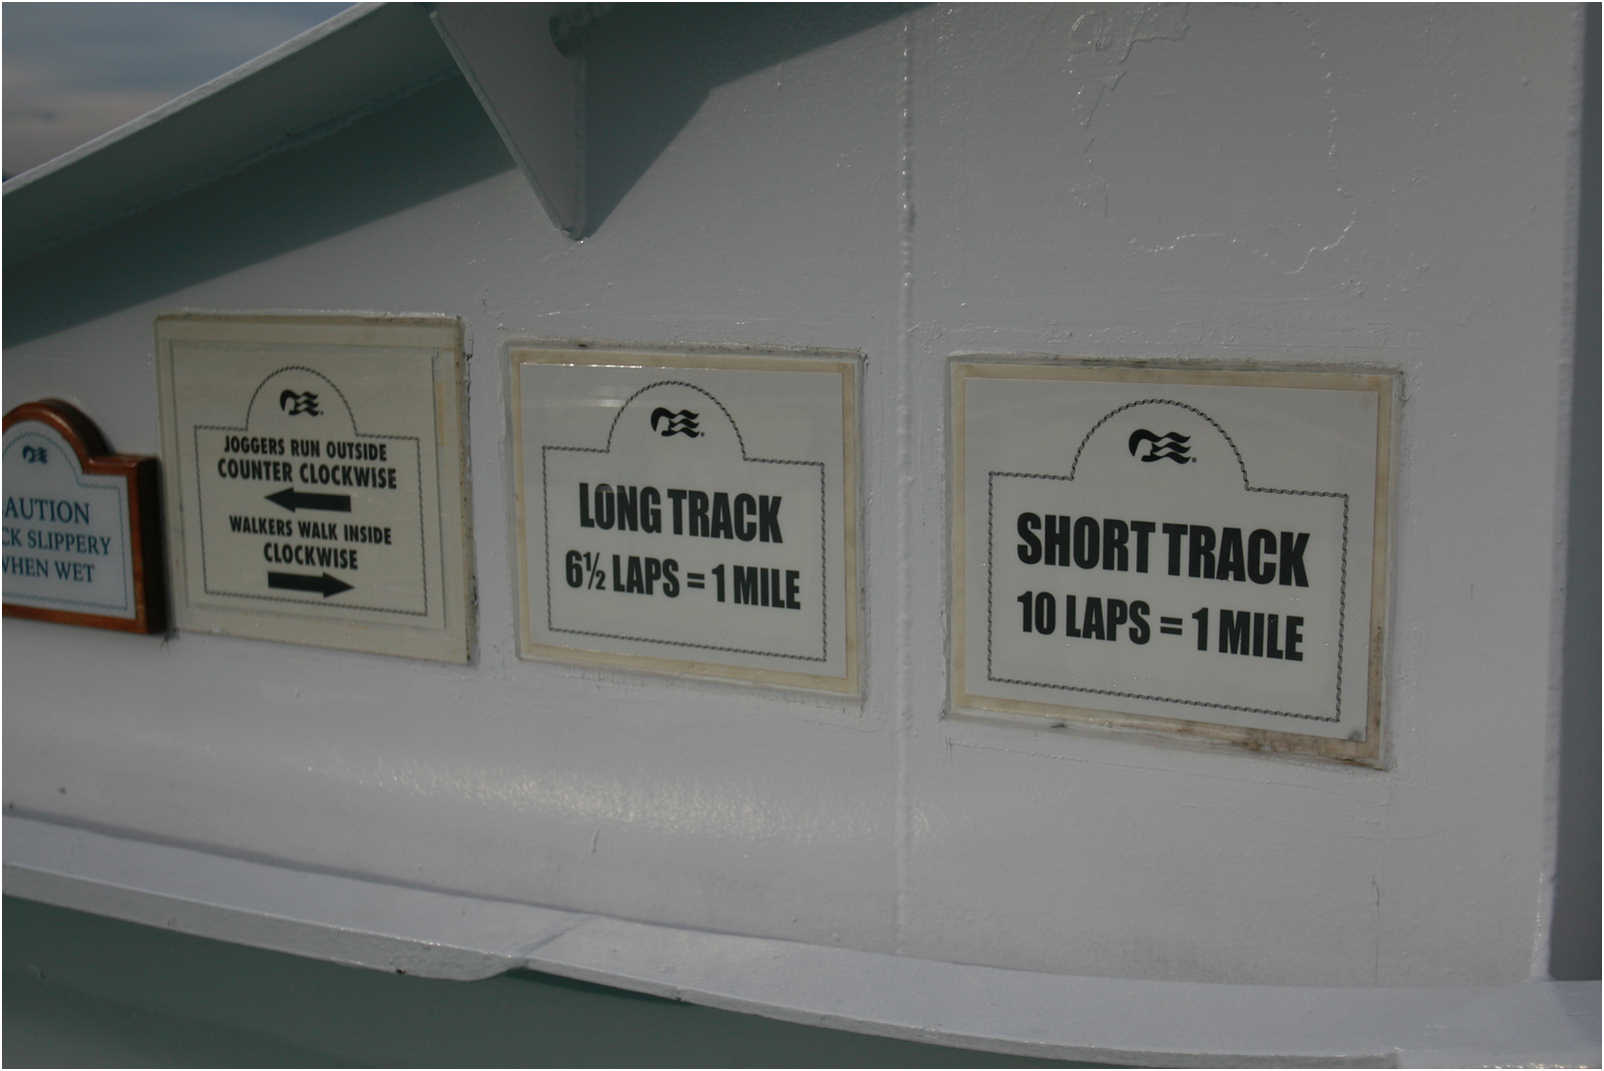 AUTION
CK SLIPPERY
WHEN WET
JOGGERS RUN OUTSIDE
COUNTER CLOCKWISE
WALKERS WALK INSIDE
CLOCKWISE
LONG TRACK
6½ LAPS = 1 MILE
SHORT TRACK
10 LAPS = 1 MILE